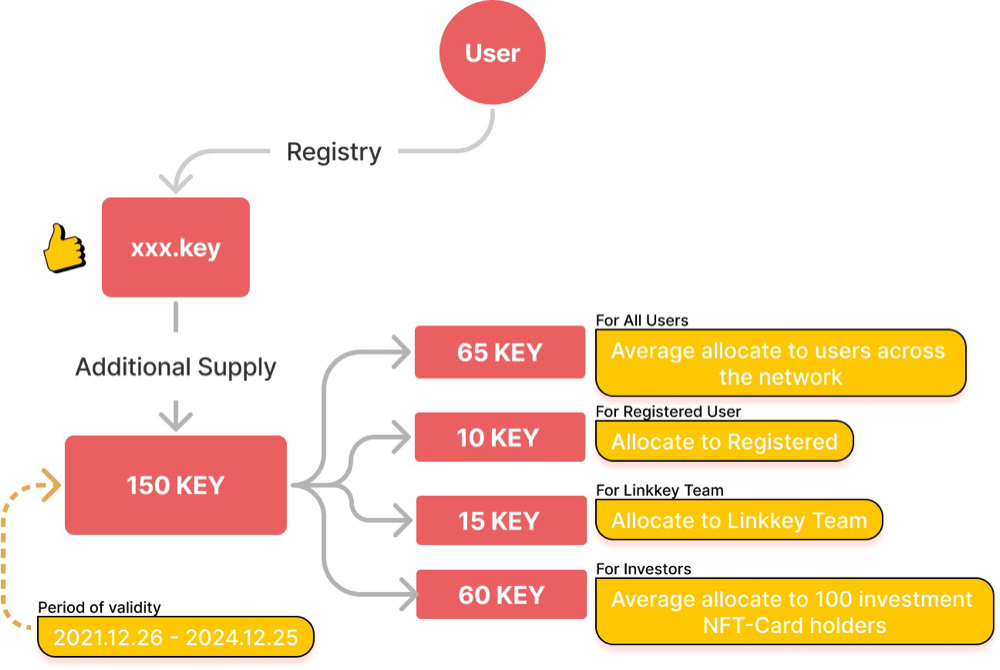 User
Registry
xxx.key
Additional Supply
150 KEY
Period of validity
2021.12.26 - 2024.12.25
65 KEY
For All Users
Average allocate to users across
the network
10 KEY
For Registered User
Allocate to Registered
15 KEY
For Linkkey Team
Allocate to Linkkey Team
60 KEY
For Investors
Average allocate to 100 investment
NFT-Card holders